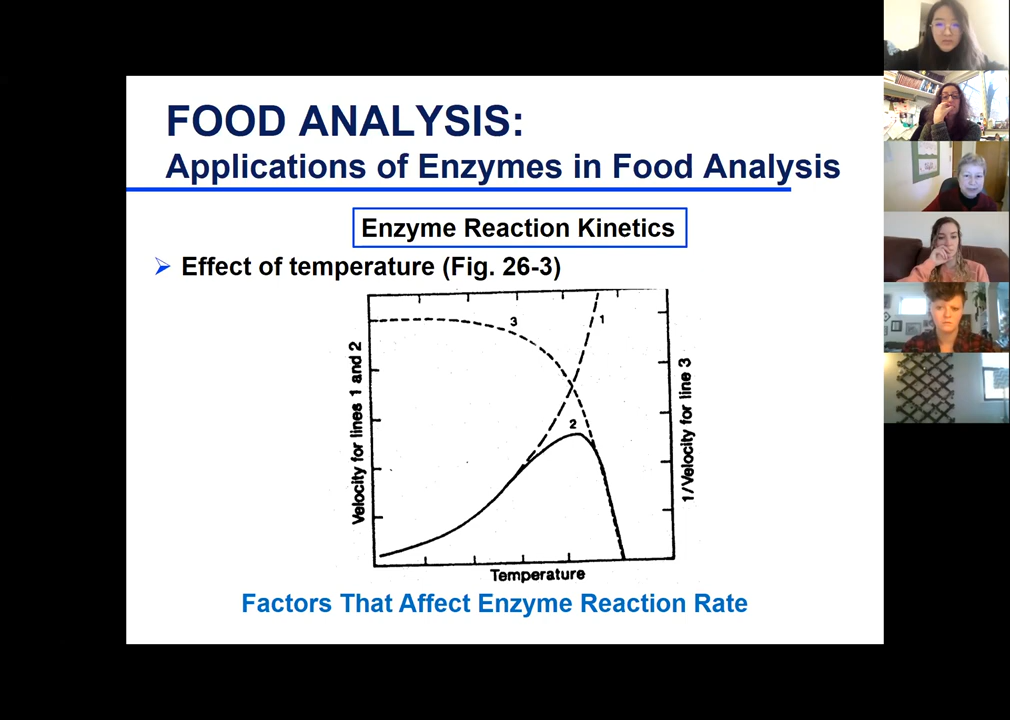 FOOD ANALYSIS:
Applications of Enzymes in Food Analysis
Enzyme Reaction Kinetics
Effect of temperature (Fig. 26-3)
3
1
2
Velocity for lines 1 and 2
1/Velocity for line 3
Temperature
Factors That Affect Enzyme Reaction Rate